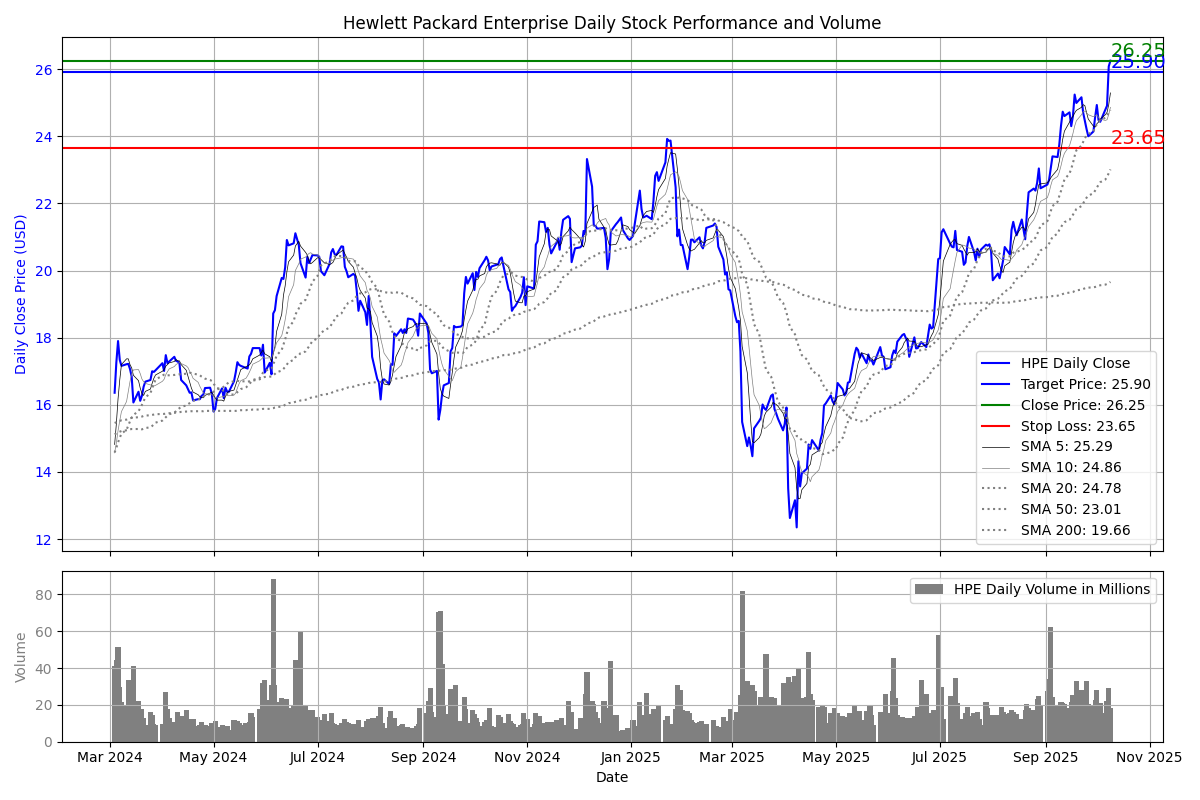 Hewlett Packard Enterprise Daily Stock Performance and Volume
26.25
25.90
23.65
26
24
22
20
18
16
14
12
Daily Close Price (USD)
HPE Daily Close
Target Price: 25.90
Close Price: 26.25
Stop Loss: 23.65
SMA 5: 25.29
SMA 10: 24.86
SMA 20: 24.78
SMA 50: 23.01
SMA 200: 19.66
HPE Daily Volume in Millions
80
60
40
20
0
Volume
Mar 2024
May 2024
Jul 2024
Sep 2024
Nov 2024
Jan 2025
Mar 2025
May 2025
Jul 2025
Sep 2025
Nov 2025
Date